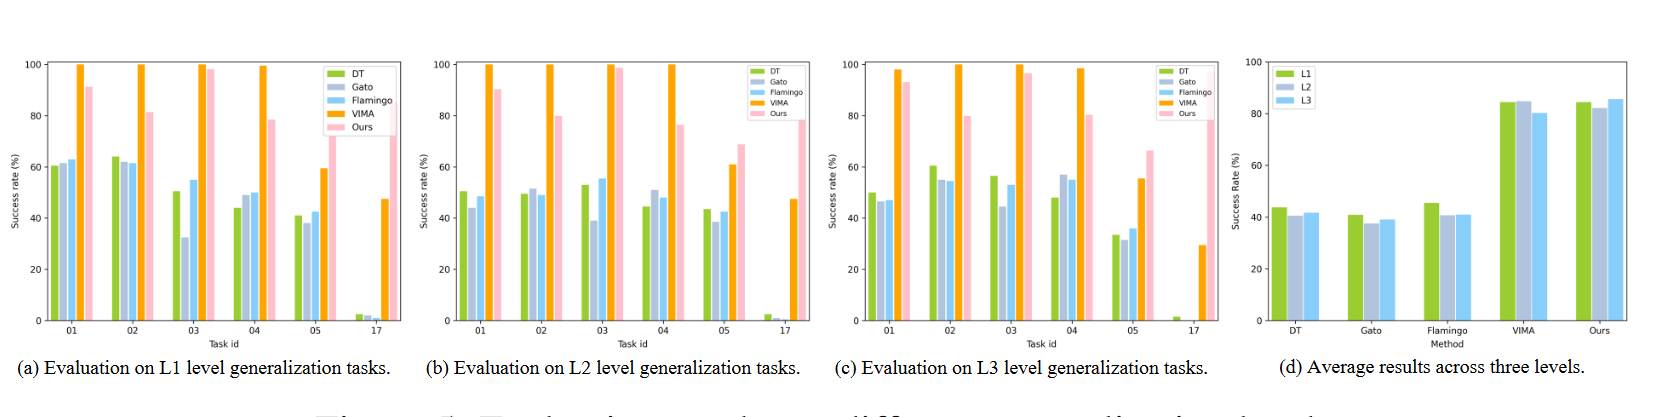 100
80
60
40
20
0
Success rate (%)
DT
Gato
Flamingo
VIMA
Ours
01 02 03 04 05 17
Task id
(a) Evaluation on L1 level generalization tasks.
100
80
60
40
20
0
Success rate (%)
DT
Gato
Flamingo
VIMA
Ours
01 02 03 04 05 17
Task id
(b) Evaluation on L2 level generalization tasks.
100
80
60
40
20
0
Success rate (%)
DT
Gato
Flamingo
VIMA
Ours
01 02 03 04 05 17
Task id
(c) Evaluation on L3 level generalization tasks.
100
80
60
40
20
0
Success Rate (%)
L1
L2
L3
DT Gato Flamingo VIMA Ours
Method
(d) Average results across three levels.